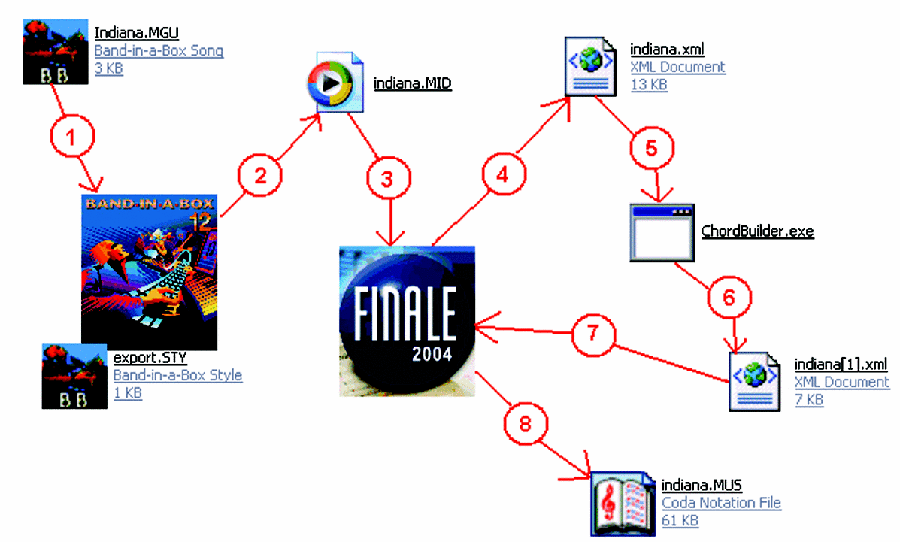 Indiana.MGU
Band-in-a-Box Song
3 KB
B B
1
BAND-IN-A-BOX
12
export.STY
Band-in-a-Box Style
1 KB
B B
2
indiana.MID
3
FINALE
2004
4
indiana.xml
XML Document
13 KB
5
ChordBuilder.exe
6
indiana[1].xml
XML Document
7 KB
7
8
indiana.MUS
Coda Notation File
61 KB